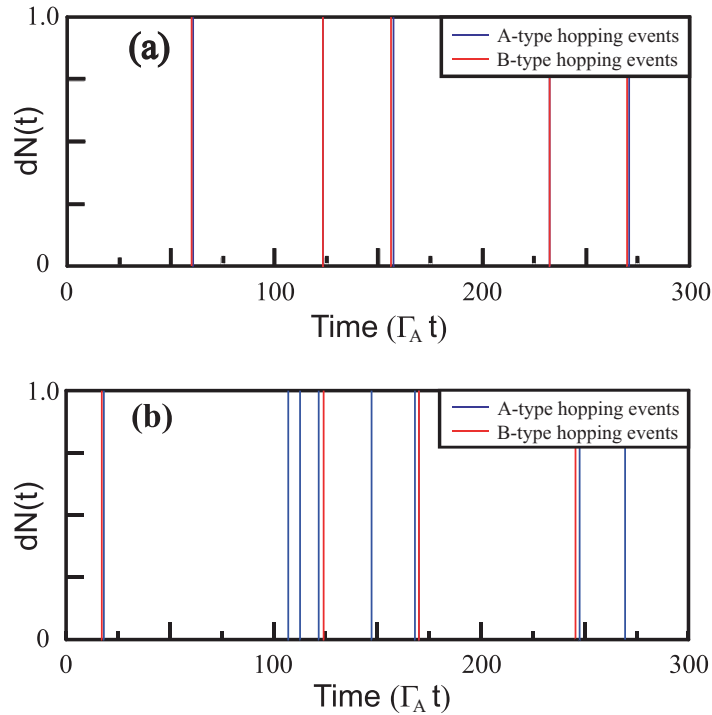 1.0
(a)
A-type hopping events
B-type hopping events
dN(t)
0
0 100 200 300
Time (Γ_A t)
1.0
(b)
A-type hopping events
B-type hopping events
dN(t)
0
0 100 200 300
Time (Γ_A t)